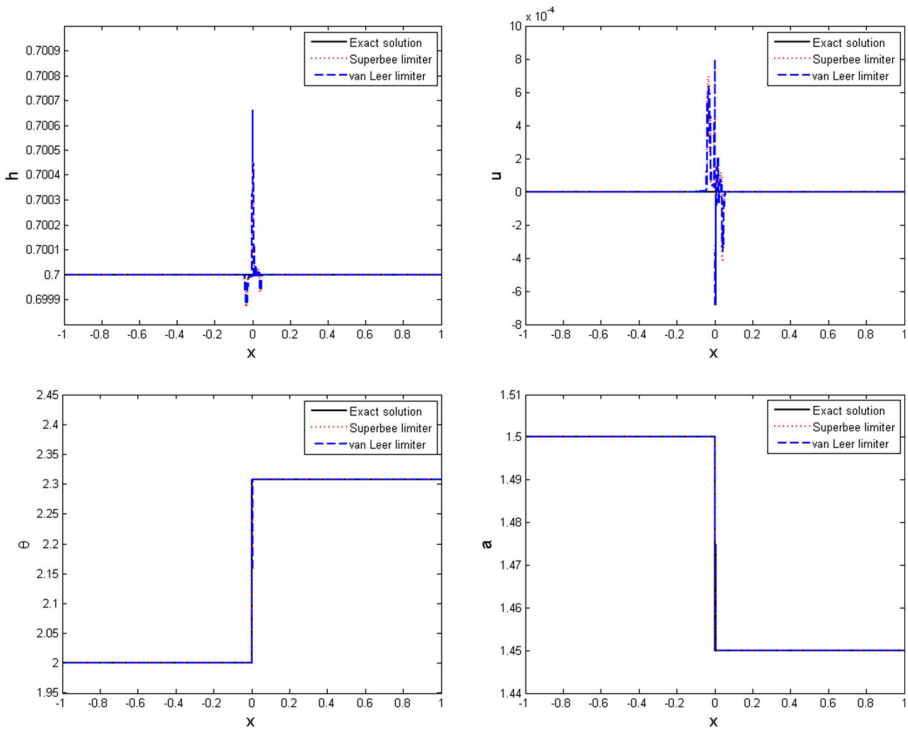 0.7009
0.7008
0.7007
0.7006
0.7005
0.7004
0.7003
0.7002
0.7001
0.7
0.6999
h
Exact solution
Superbee limiter
van Leer limiter
-1 -0.8 -0.6 -0.4 -0.2 0 0.2 0.4 0.6 0.8 1
x
x 10⁻⁴
10
8
6
4
2
0
-2
-4
-6
-8
u
Exact solution
Superbee limiter
van Leer limiter
-1 -0.8 -0.6 -0.4 -0.2 0 0.2 0.4 0.6 0.8 1
x
2.45
2.4
2.35
2.3
2.25
2.2
2.15
2.1
2.05
2
1.95
θ
Exact solution
Superbee limiter
van Leer limiter
-1 -0.8 -0.6 -0.4 -0.2 0 0.2 0.4 0.6 0.8 1
x
1.51
1.5
1.49
1.48
1.47
1.46
1.45
1.44
a
Exact solution
Superbee limiter
van Leer limiter
-1 -0.8 -0.6 -0.4 -0.2 0 0.2 0.4 0.6 0.8 1
x